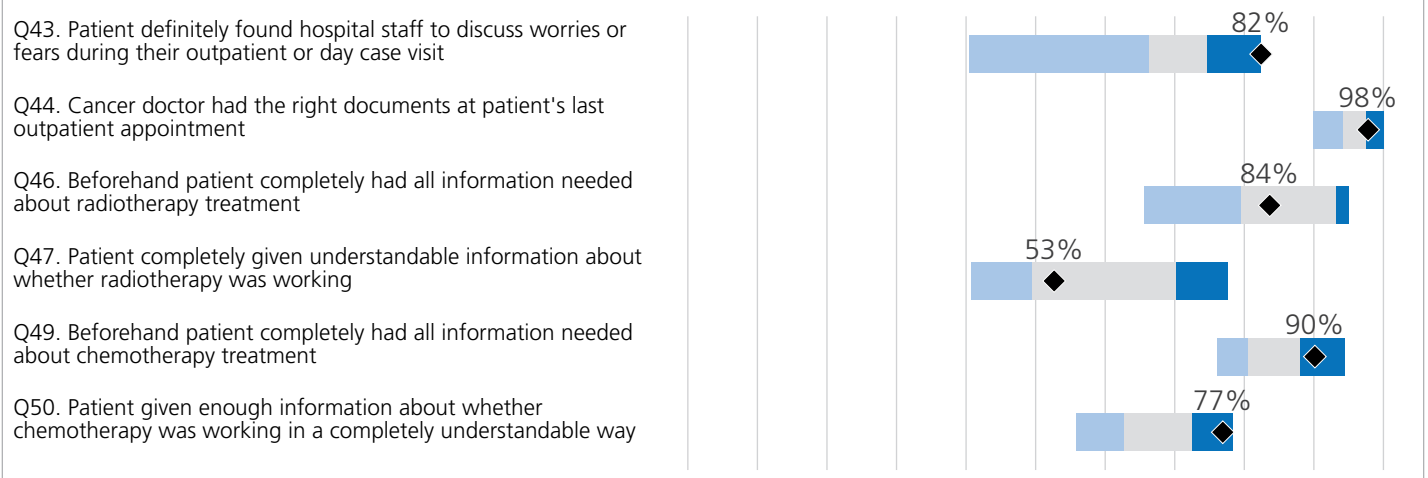 Q43. Patient definitely found hospital staff to discuss worries or
fears during their outpatient or day case visit
82%
Q44. Cancer doctor had the right documents at patient's last
outpatient appointment
98%
Q46. Beforehand patient completely had all information needed
about radiotherapy treatment
84%
Q47. Patient completely given understandable information about
whether radiotherapy was working
53%
Q49. Beforehand patient completely had all information needed
about chemotherapy treatment
90%
Q50. Patient given enough information about whether
chemotherapy was working in a completely understandable way
77%